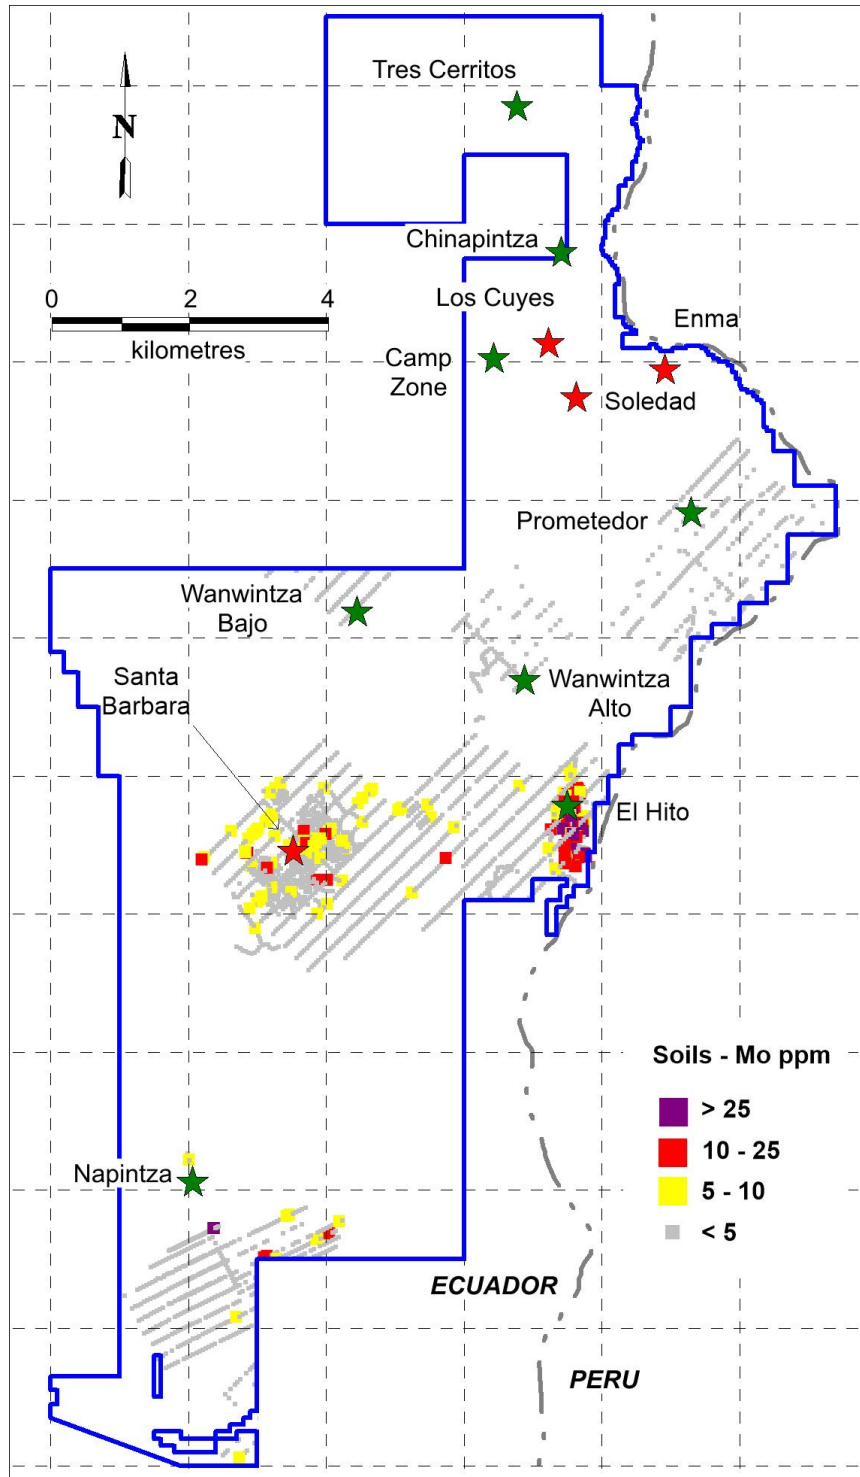 Tres Cerritos
N
Chinapintza
0 2 4
kilometres
Los Cuyes
Enma
Camp
Zone
Soledad
Prometedor
Wanwintza
Bajo
Santa
Barbara
Wanwintza
Alto
El Hito
Soils - Mo ppm
> 25
10 - 25
5 - 10
< 5
Napintza
ECUADOR
PERU